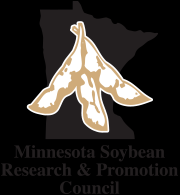 Minnesota Soybean
Research & Promotion
Council